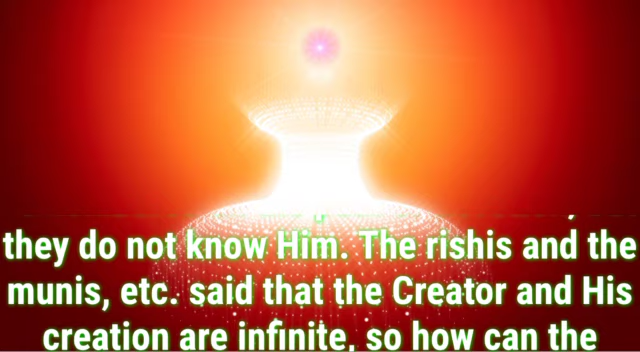 they do not know Him. The rishis and the
munis, etc. said that the Creator and His
creation are infinite, so how can the